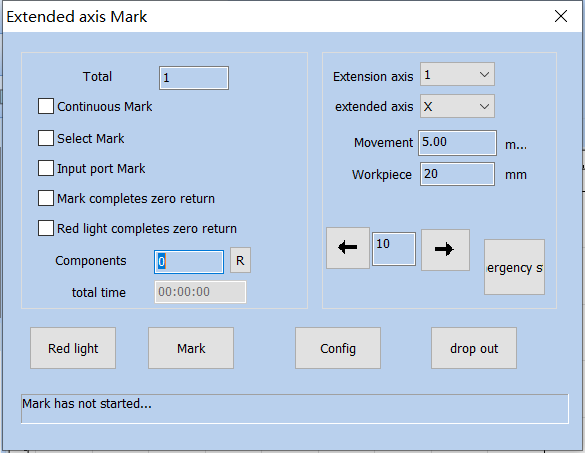 Extended axis Mark
Total 1
Continuous Mark
Select Mark
Input port Mark
Mark completes zero return
Red light completes zero return
Components 0 R
total time 00:00:00
Extension axis 1
extended axis X
Movement 5.00 m...
Workpiece 20 mm
10
ergency s
Red light
Mark
Config
drop out
Mark has not started...